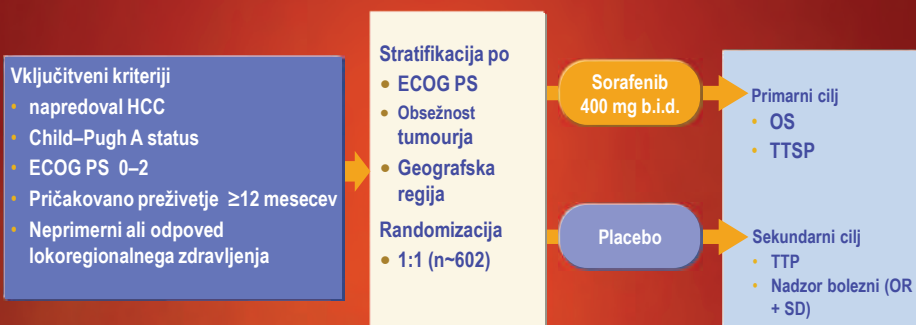 Vključitveni kriteriji
• napredoval HCC
• Child–Pugh A status
• ECOG PS 0–2
• Pričakovano preživetje ≥12 mesecev
• Neprimerni ali odpoved
lokoregionalnega zdravljenja
Stratifikacija po
• ECOG PS
• Obsežnost
tumourja
• Geografska
regija
Randomizacija
• 1:1 (n~602)
Sorafenib
400 mg b.i.d.
Placebo
Primarni cilj
• OS
• TTSP
Sekundarni cilj
• TTP
• Nadzor bolezni (OR
+ SD)